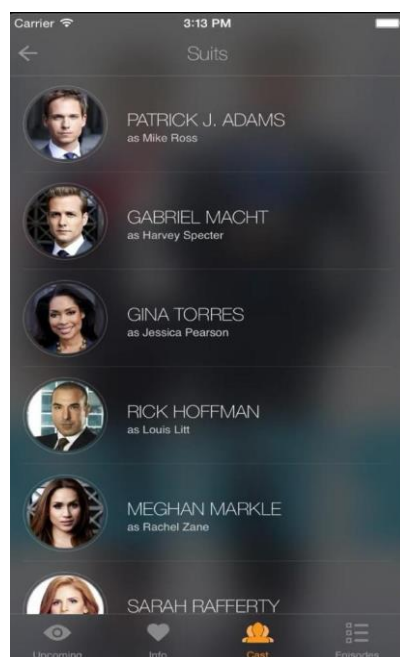 Carrier 3:13 PM
Suits
PATRICK J. ADAMS
as Mike Ross
GABRIEL MACHT
as Harvey Specter
GINA TORRES
as Jessica Pearson
RICK HOFFMAN
as Louis Litt
MEGHAN MARKLE
as Rachel Zane
SARAH RAFFERTY
Upcoming Info Cast Episodes